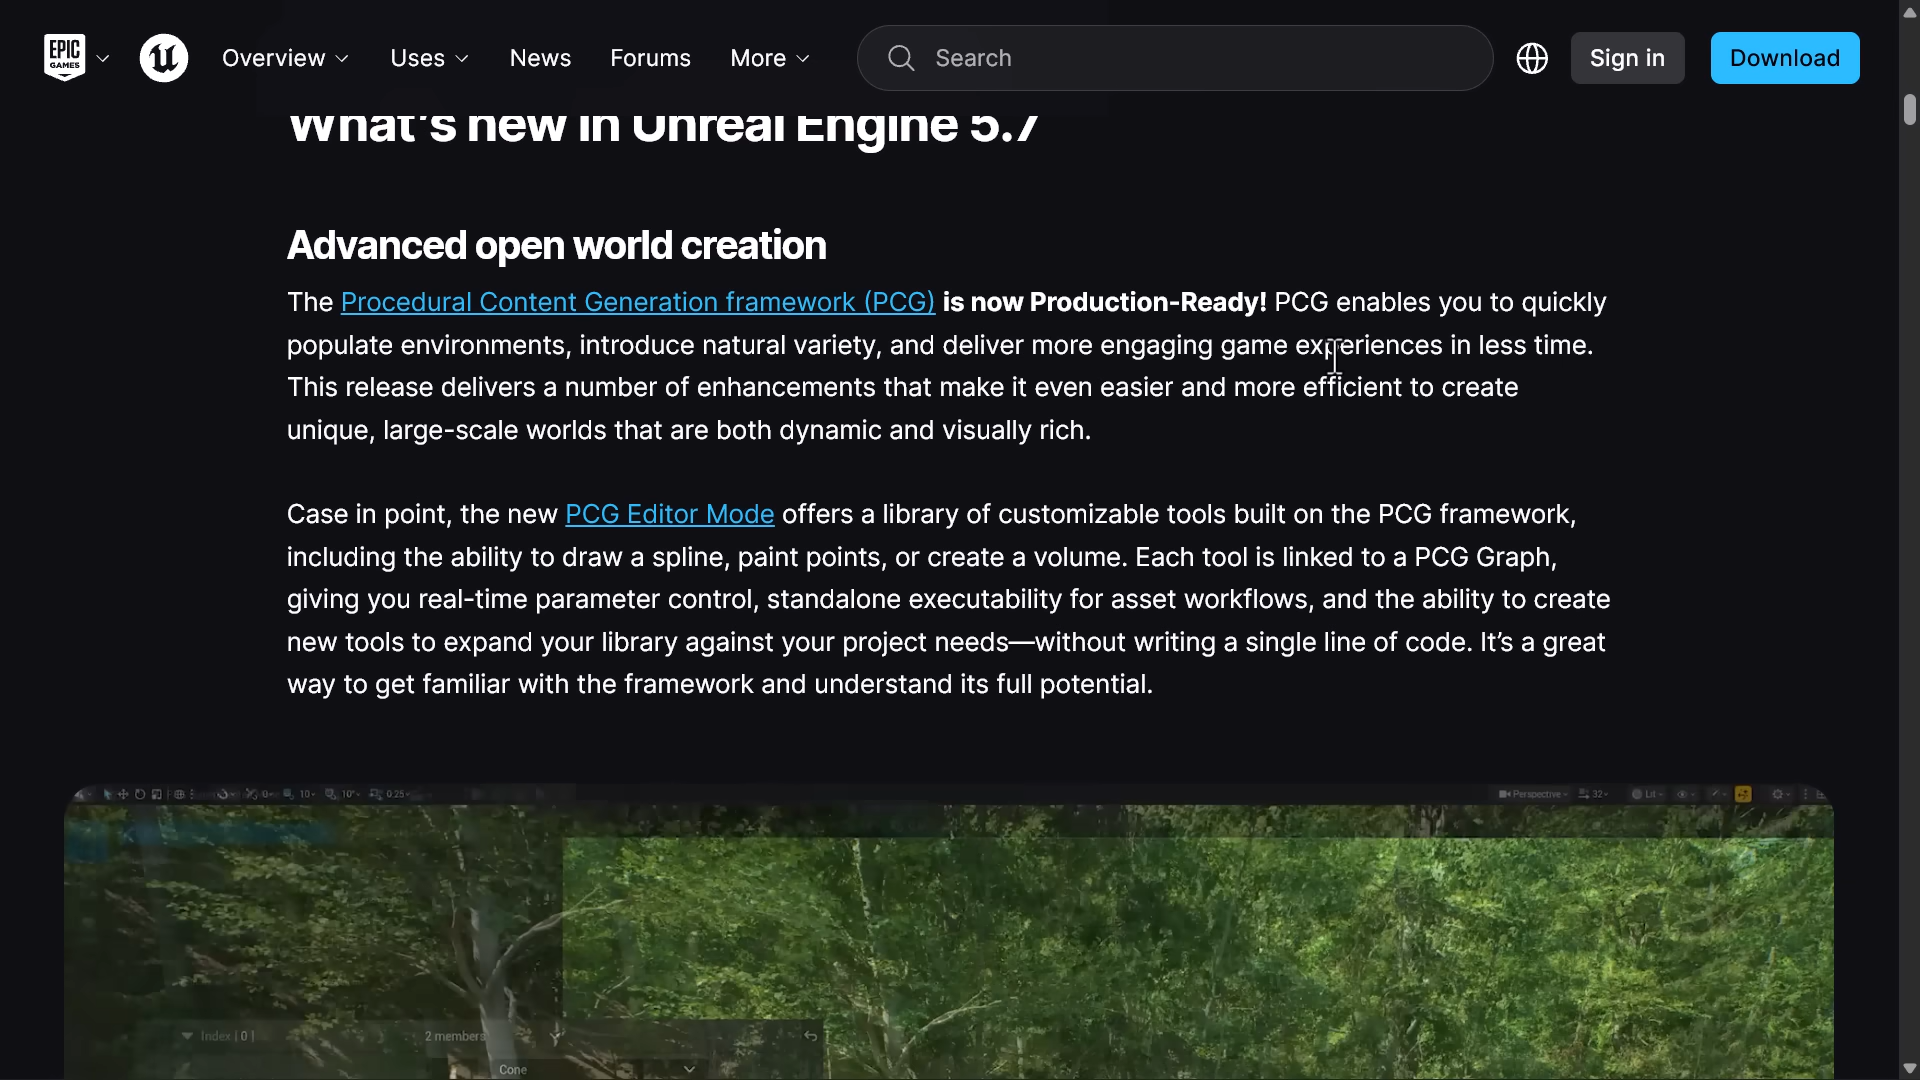 EPIC
GAMES
Overview
Uses
News
Forums
More
Search
Sign in
Download
What's new in Unreal Engine 5.7
Advanced open world creation
The Procedural Content Generation framework (PCG) is now Production-Ready! PCG enables you to quickly
populate environments, introduce natural variety, and deliver more engaging game experiences in less time.
This release delivers a number of enhancements that make it even easier and more efficient to create
unique, large-scale worlds that are both dynamic and visually rich.
Case in point, the new PCG Editor Mode offers a library of customizable tools built on the PCG framework,
including the ability to draw a spline, paint points, or create a volume. Each tool is linked to a PCG Graph,
giving you real-time parameter control, standalone executability for asset workflows, and the ability to create
new tools to expand your library against your project needs—without writing a single line of code. It’s a great
way to get familiar with the framework and understand its full potential.
10
10°
0.25
Perspective
32
Lit
Index [ 0 ]
2 members
Cone